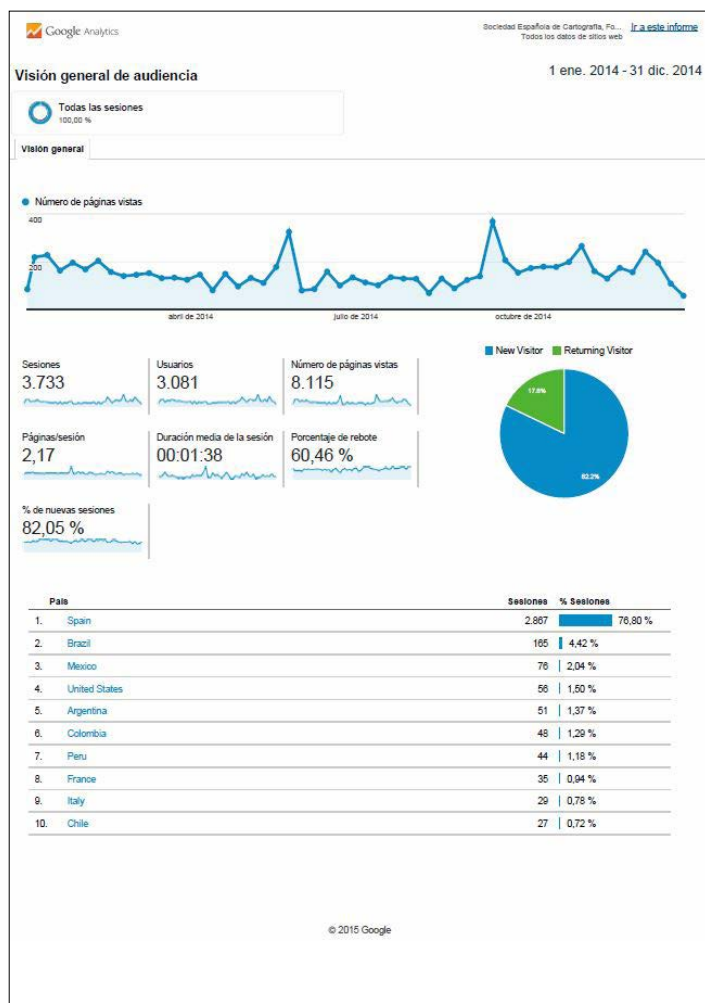 Google Analytics
Sociedad Española de Cartografía, Fo...
Todos los datos de sitios web
Ir a este informe
Visión general de audiencia
1 ene. 2014 - 31 dic. 2014
Todas las sesiones
100,00 %
Visión general
Número de páginas vistas
400
200
abril de 2014
julio de 2014
octubre de 2014
Sesiones
3.733
Usuarios
3.081
Número de páginas vistas
8.115
Páginas/sesión
2,17
Duración media de la sesión
00:01:38
Porcentaje de rebote
60,46 %
% de nuevas sesiones
82,05 %
New Visitor
Returning Visitor
17.8%
82.2%
País Sesiones % Sesiones
1. Spain 2.867 76,80 %
2. Brazil 165 4,42 %
3. Mexico 76 2,04 %
4. United States 56 1,50 %
5. Argentina 51 1,37 %
6. Colombia 48 1,29 %
7. Peru 44 1,18 %
8. France 35 0,94 %
9. Italy 29 0,78 %
10. Chile 27 0,72 %
© 2015 Google